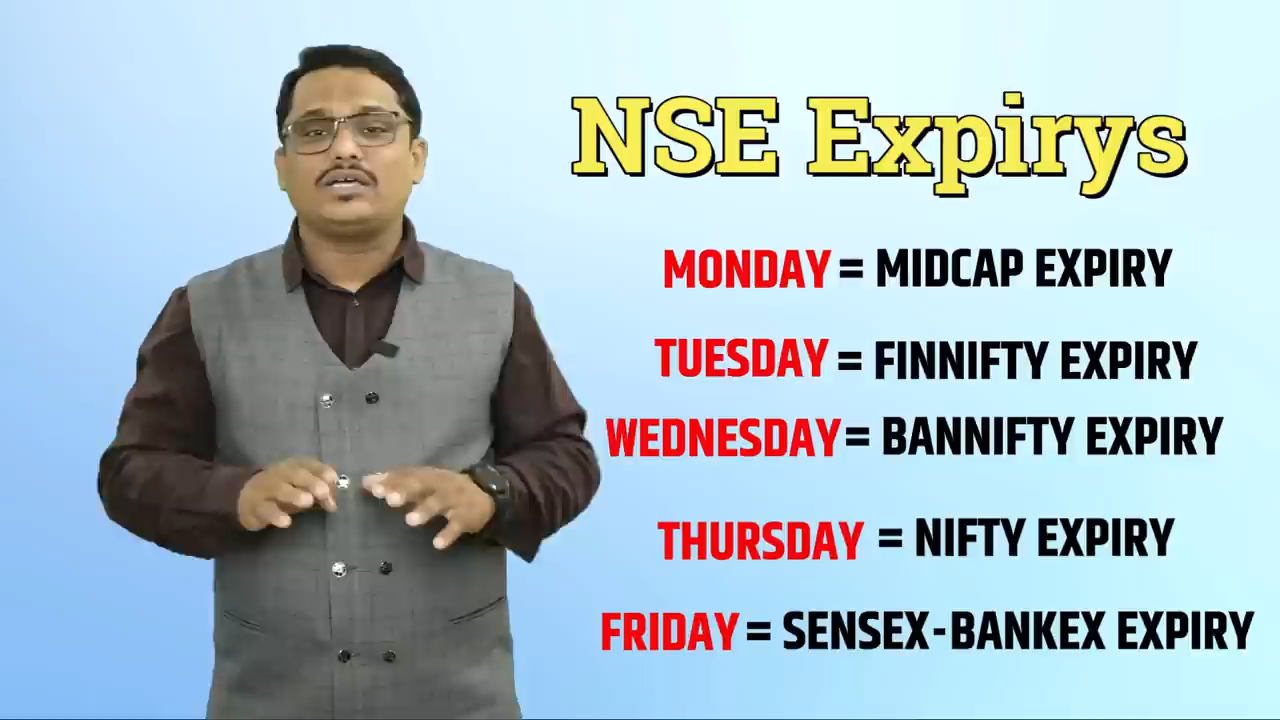 NSE Expirys
MONDAY = MIDCAP EXPIRY
TUESDAY = FINNIFTY EXPIRY
WEDNESDAY = BANNIFTY EXPIRY
THURSDAY = NIFTY EXPIRY
FRIDAY = SENSEX-BANKEX EXPIRY